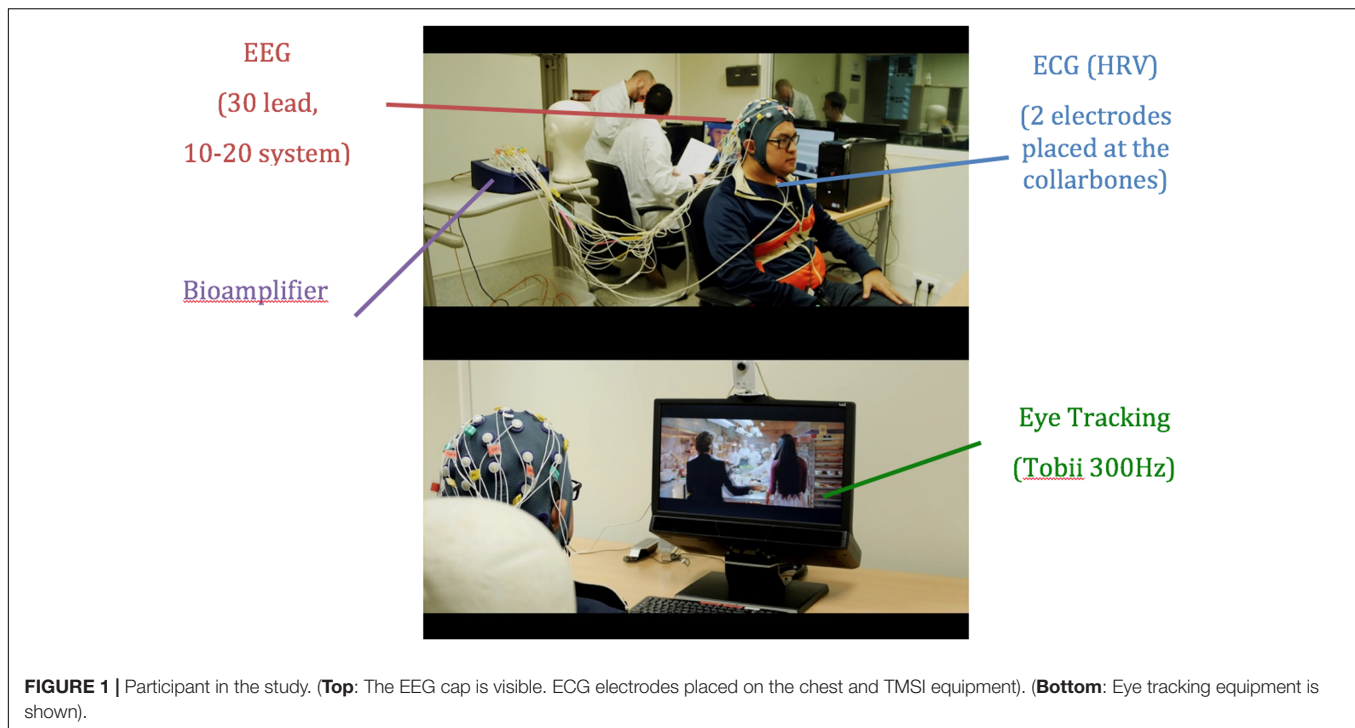 EEG
(30 lead,
10-20 system)
Bioamplifier
ECG (HRV)
(2 electrodes
placed at the
collarbones)
Eye Tracking
(Tobii 300Hz)
FIGURE 1 | Participant in the study. (Top: The EEG cap is visible. ECG electrodes placed on the chest and TMSI equipment). (Bottom: Eye tracking equipment is
shown).